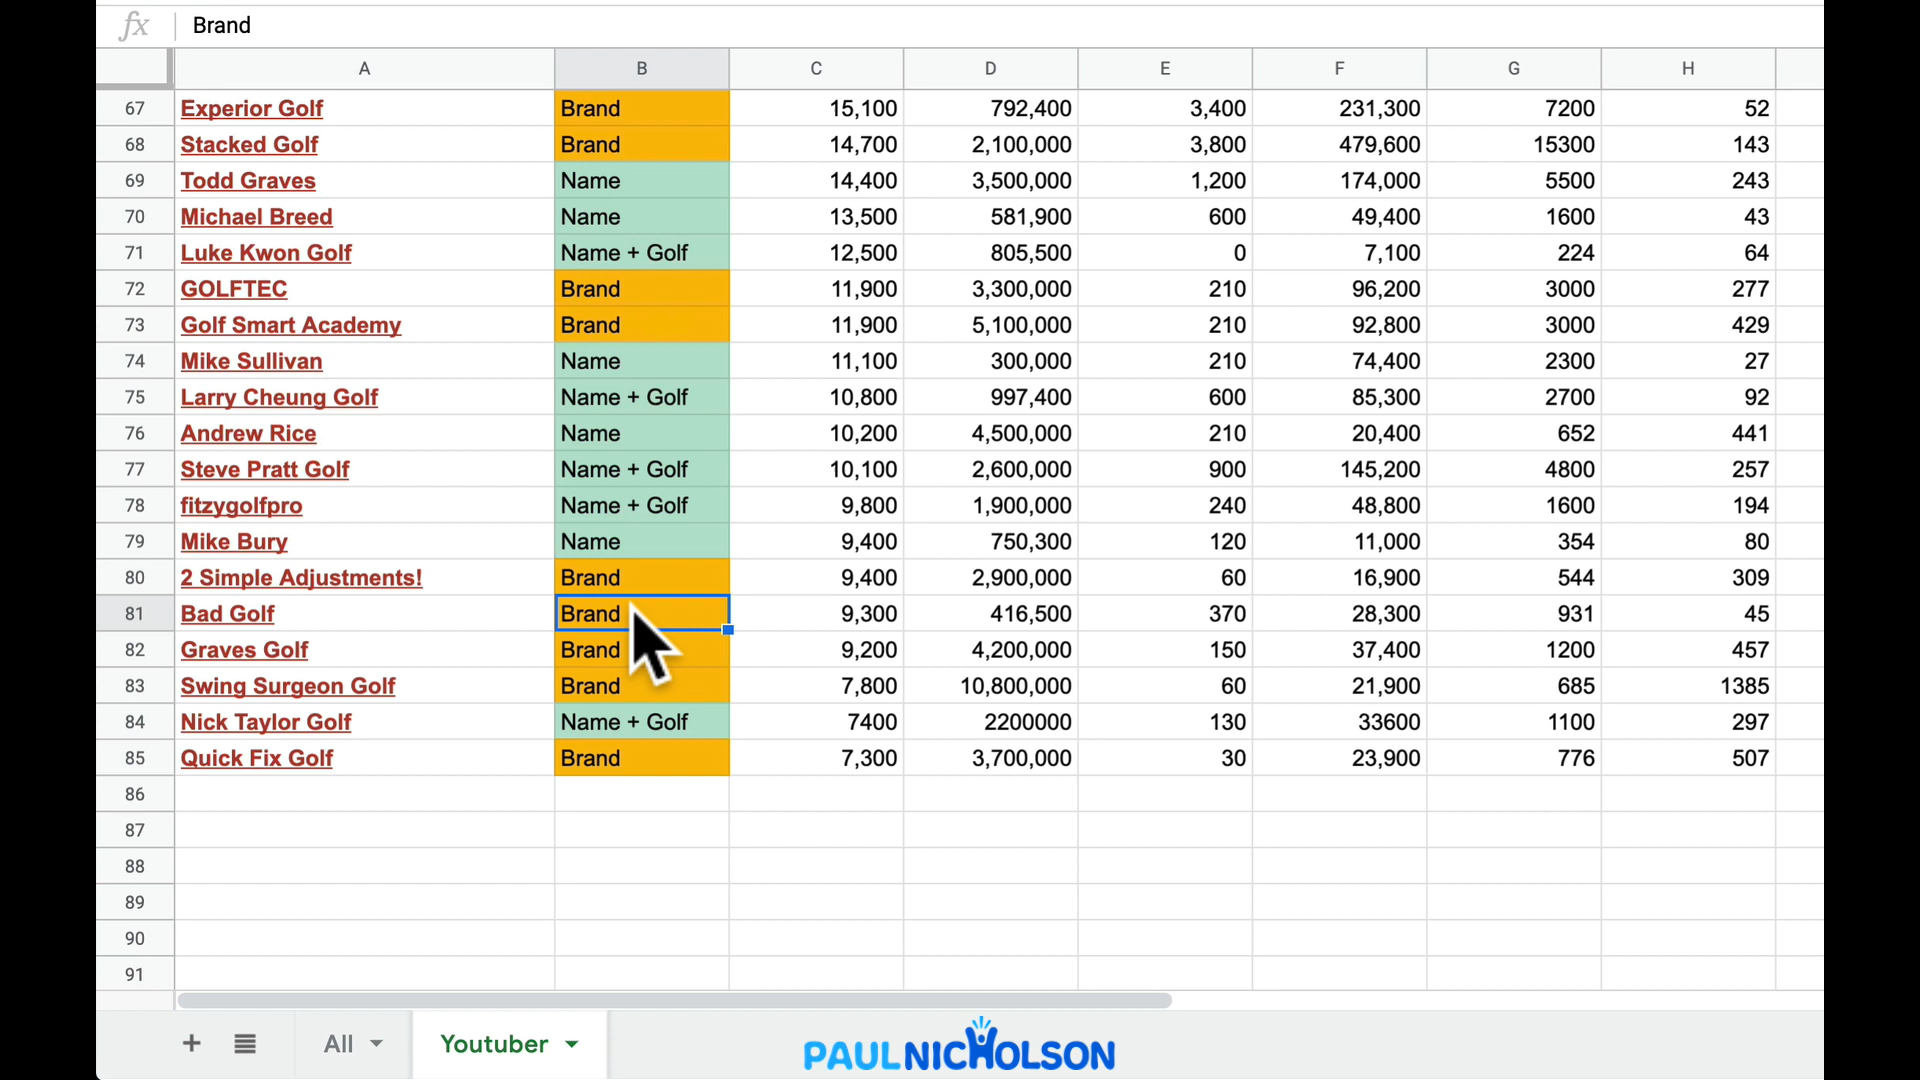 fx Brand
A B C D E F G H
67 Experior Golf Brand 15,100 792,400 3,400 231,300 7200 52
68 Stacked Golf Brand 14,700 2,100,000 3,800 479,600 15300 143
69 Todd Graves Name 14,400 3,500,000 1,200 174,000 5500 243
70 Michael Breed Name 13,500 581,900 600 49,400 1600 43
71 Luke Kwon Golf Name + Golf 12,500 805,500 0 7,100 224 64
72 GOLFTEC Brand 11,900 3,300,000 210 96,200 3000 277
73 Golf Smart Academy Brand 11,900 5,100,000 210 92,800 3000 429
74 Mike Sullivan Name 11,100 300,000 210 74,400 2300 27
75 Larry Cheung Golf Name + Golf 10,800 997,400 600 85,300 2700 92
76 Andrew Rice Name 10,200 4,500,000 210 20,400 652 441
77 Steve Pratt Golf Name + Golf 10,100 2,600,000 900 145,200 4800 257
78 fitzygolfpro Name + Golf 9,800 1,900,000 240 48,800 1600 194
79 Mike Bury Name 9,400 750,300 120 11,000 354 80
80 2 Simple Adjustments! Brand 9,400 2,900,000 60 16,900 544 309
81 Bad Golf Brand 9,300 416,500 370 28,300 931 45
82 Graves Golf Brand 9,200 4,200,000 150 37,400 1200 457
83 Swing Surgeon Golf Brand 7,800 10,800,000 60 21,900 685 1385
84 Nick Taylor Golf Name + Golf 7400 2200000 130 33600 1100 297
85 Quick Fix Golf Brand 7,300 3,700,000 30 23,900 776 507
86
87
88
89
90
91
+ All Youtuber PAULNICHOLSON